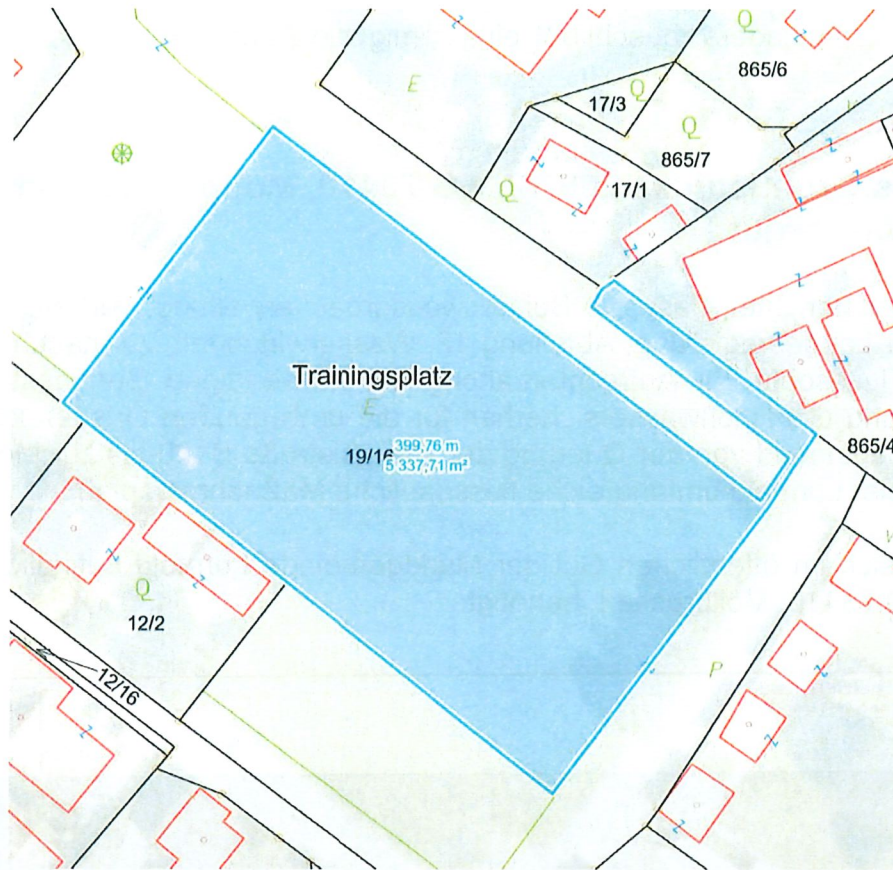 Q
865/6
E
17/3
Q
Q
865/7
17/1
Q
Trainingsplatz
E
19/16
399,76 m
5 337,71 m²
865/4
Q
12/2
12/16
P